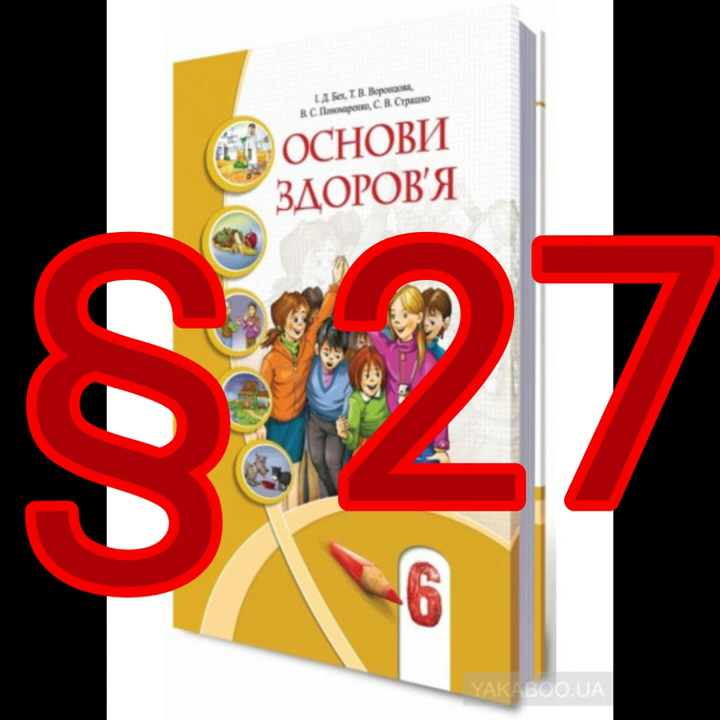 І. Д. Бех, Т. В. Воронцова,
В. С. Пономаренко, С. В. Страшко
ОСНОВИ
ЗДОРОВ'Я
§ 27
6
YAKABOO.UA